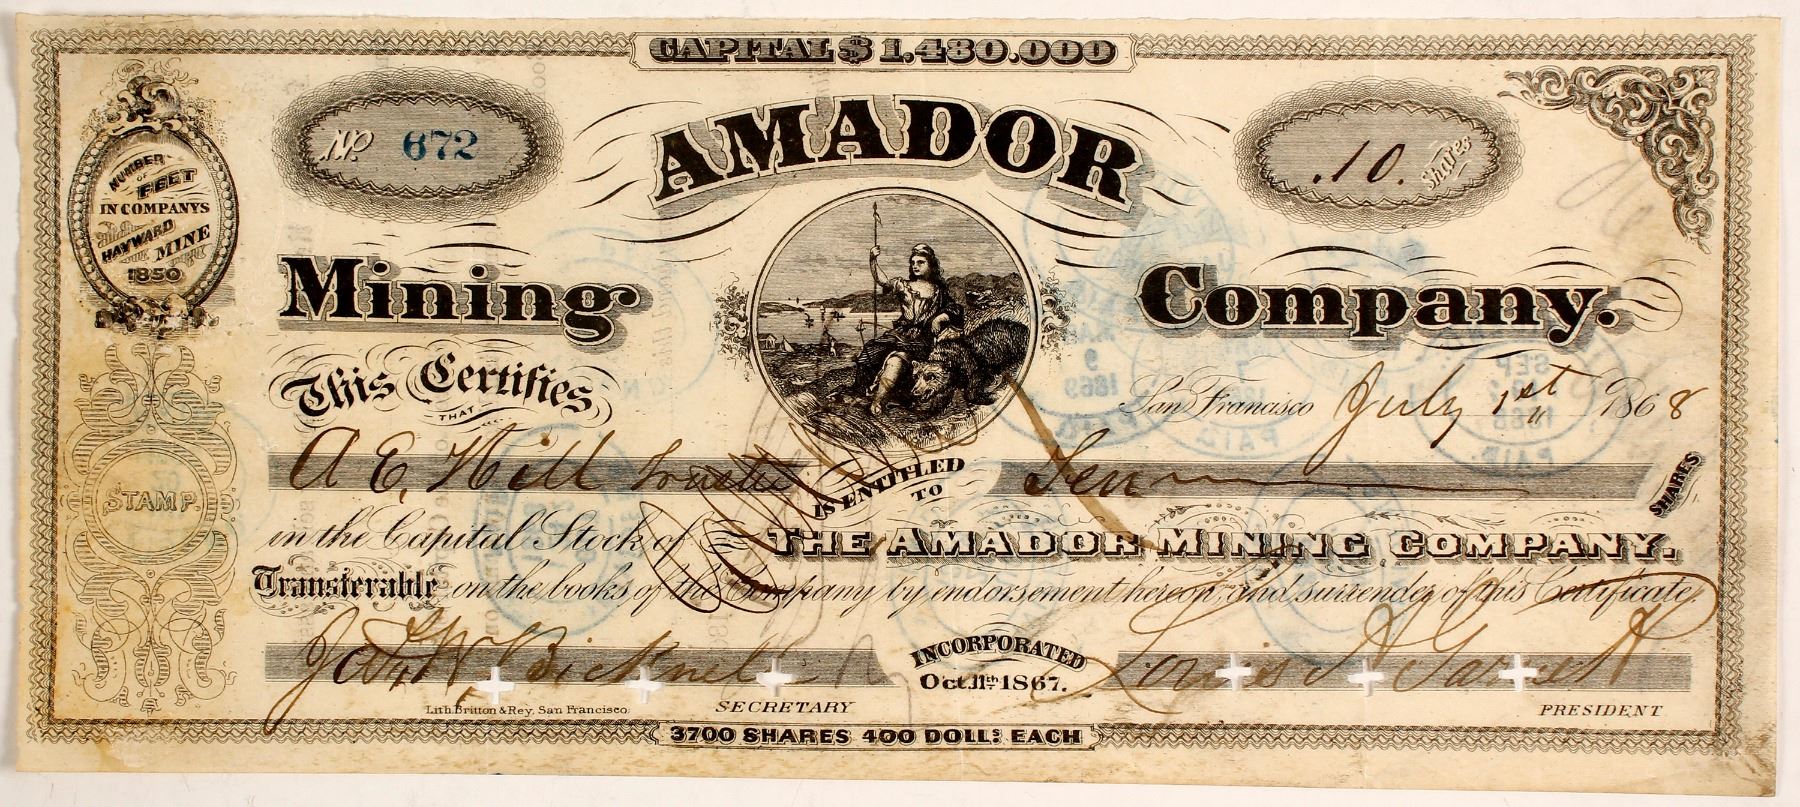 CAPITAL $ 1,480.000
NUMBER
OF
FEET
IN COMPANYS
HAYWARD
MINE
1850
No 672
AMADOR
.10. Shares
Mining Company.
This Certifies
THAT
San Francisco July 1st 1868
A E. Hill Trustee IS ENTITLED TO Ten SHARES
in the Capital Stock of THE AMADOR MINING COMPANY.
Transferable on the books of the Company by endorsement hereon, and surrender of this Certificate.
STAMP.
INCORPORATED
Oct. 11th 1867.
Bicknell
Louis A Garnett
Lith. Britton & Rey, San Francisco.
SECRETARY
PRESIDENT
3700 SHARES 400 DOLLS EACH